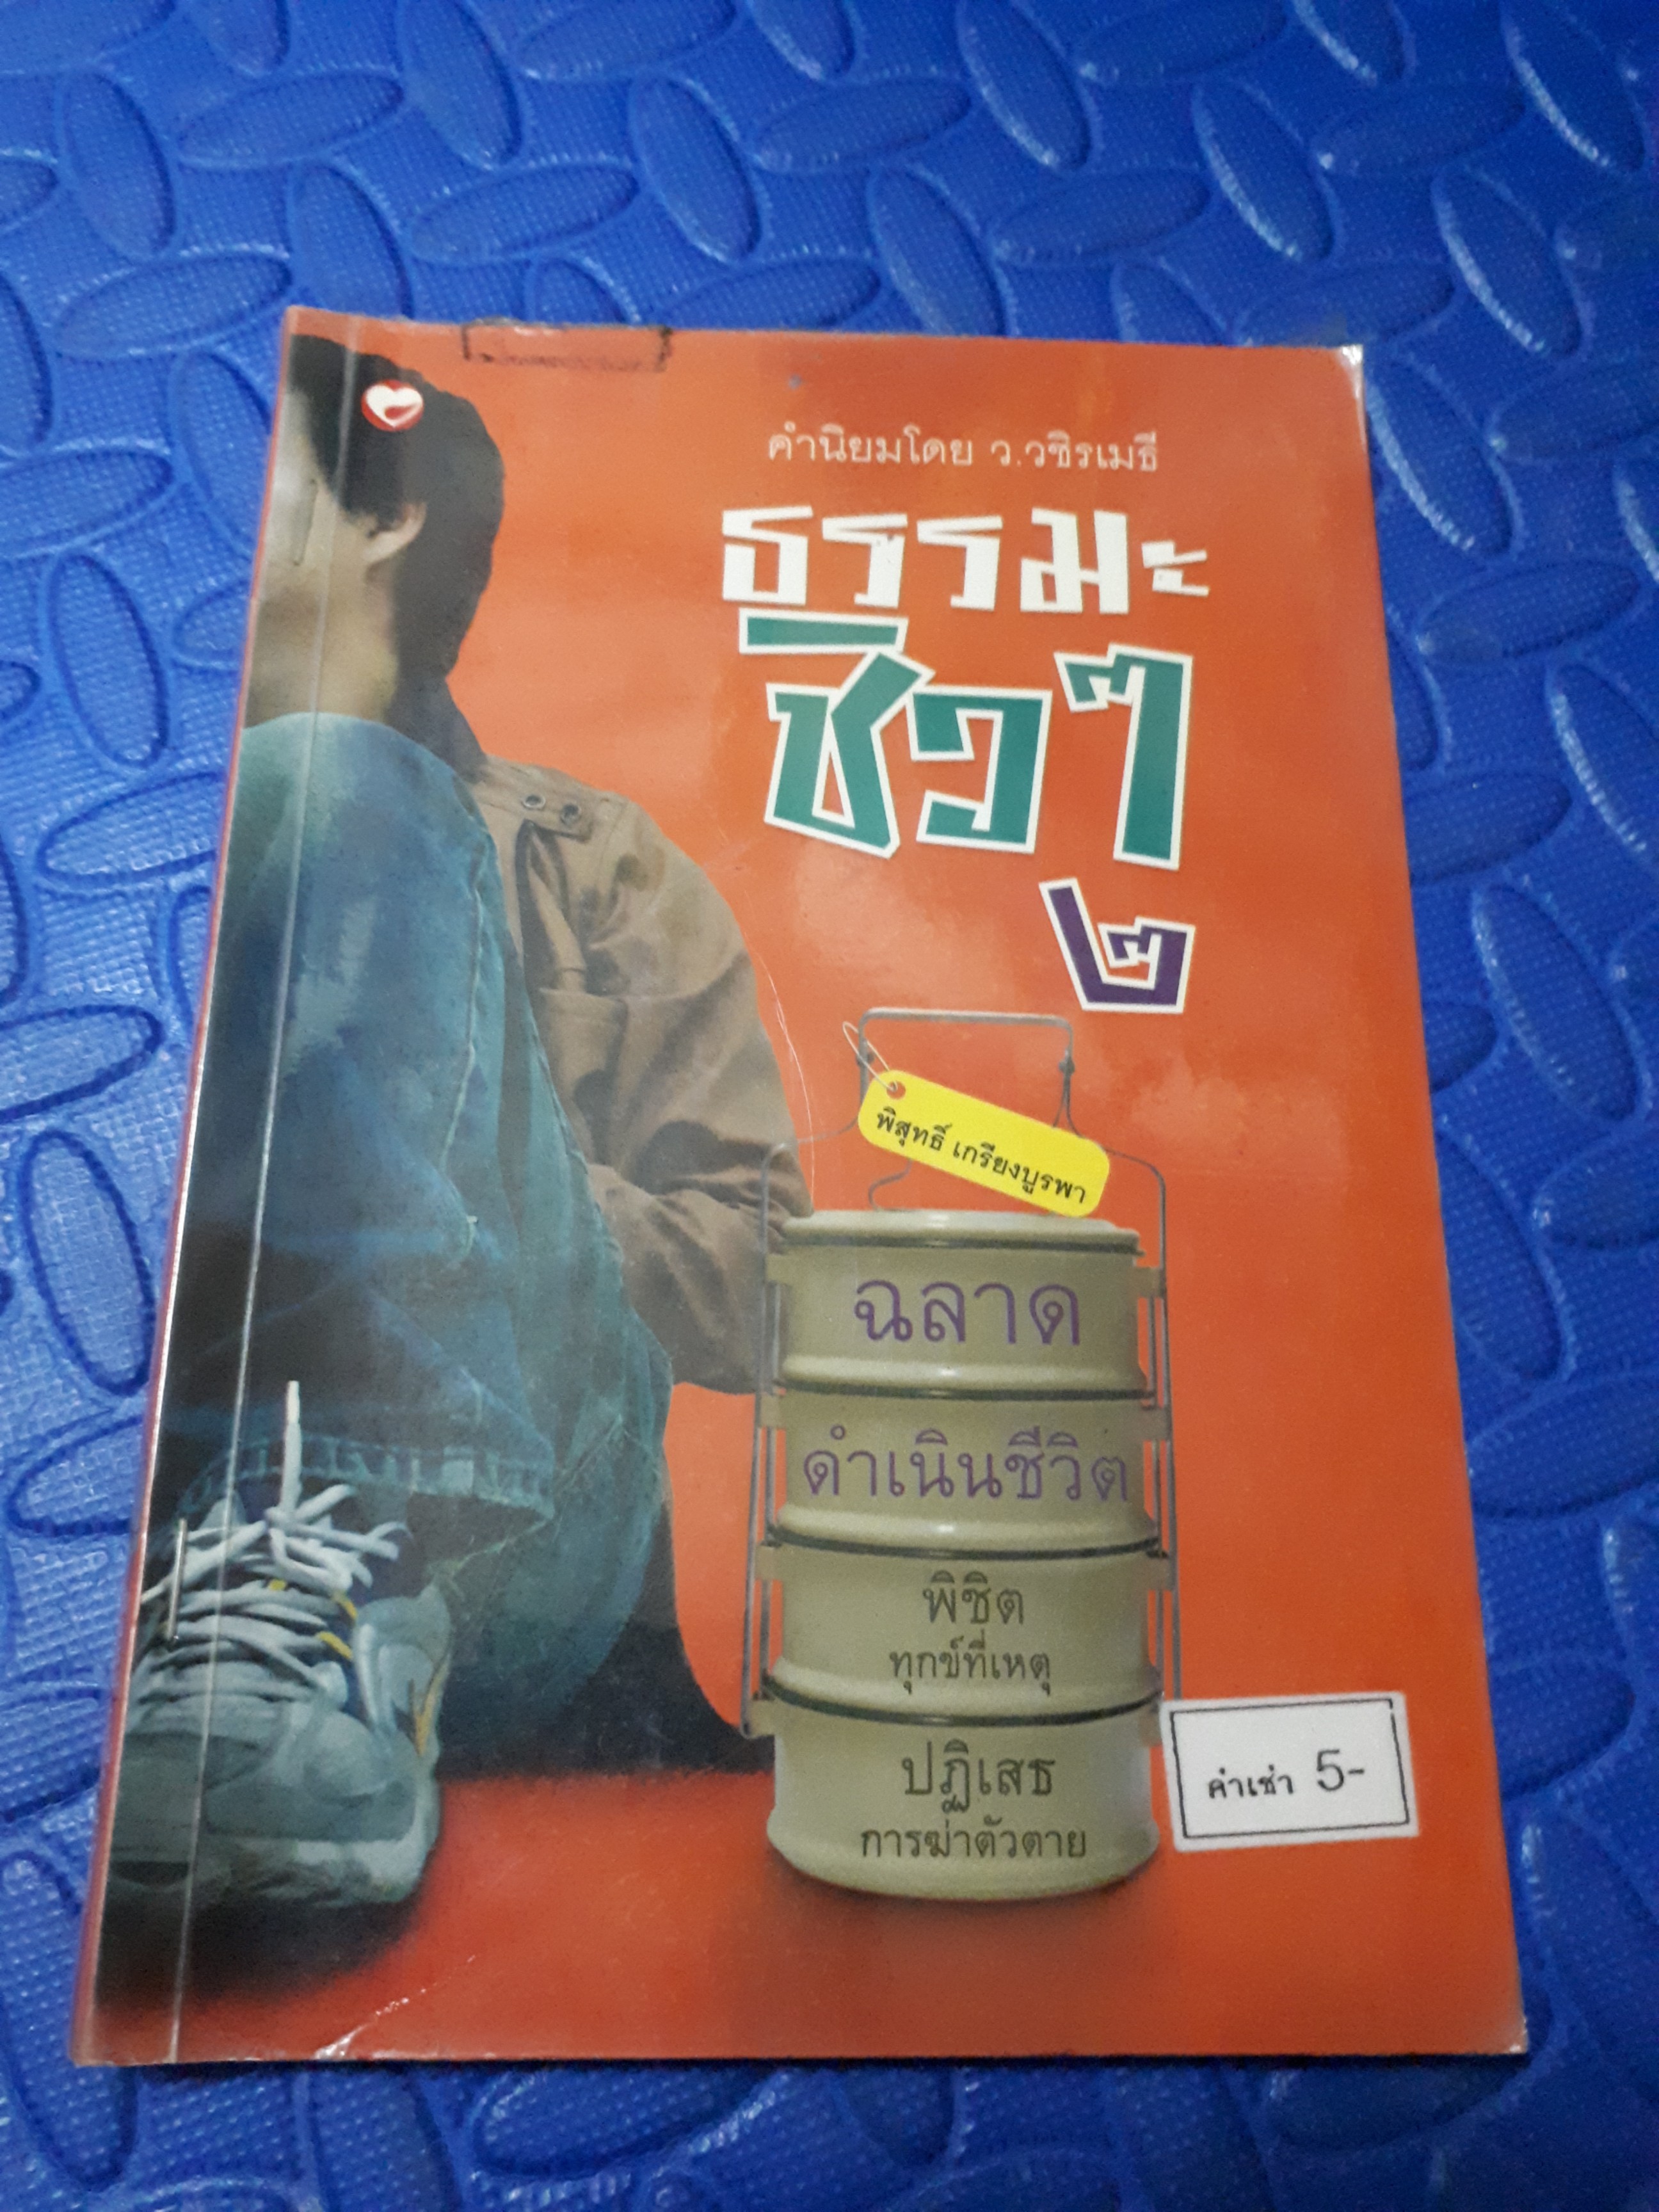 คำนิยมโดย ว.วชิรเมธี
ธรรมะ
ชิวๆ
๒
พิสุทธิ์ เกรียงบูรพา
ฉลาด
ดำเนินชีวิต
พิชิต
ทุกข์ที่เหตุ
ปฏิเสธ
การฆ่าตัวตาย
ค่าเช่า 5-